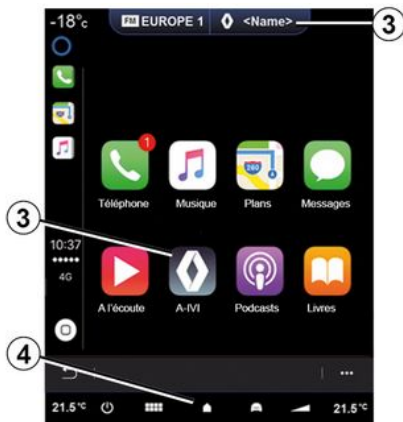 -18°c FM EUROPE 1 <Name> 3
1
Téléphone Musique Plans Messages
260
3
10:37
4G
A l'écoute A-IVI Podcasts Livres
4
21.5°c 21.5°c